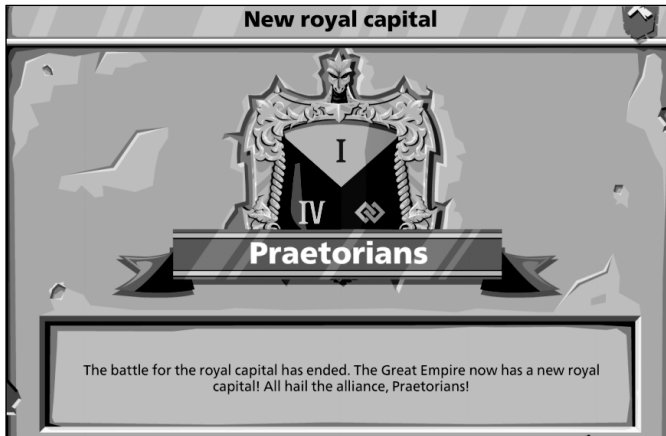 New royal capital
I
IV
Praetorians
The battle for the royal capital has ended. The Great Empire now has a new royal
capital! All hail the alliance, Praetorians!